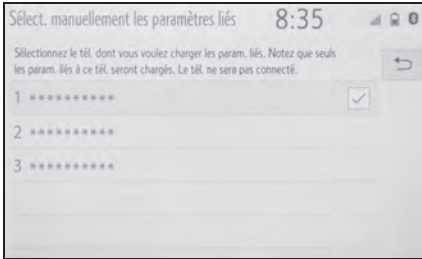 Sélect. manuellement les paramètres liés 8:35 0
Sélectionnez le tél. dont vous voulez charger les param. liés. Notez que seuls
les param. liés à ce tél. seront chargés. Le tél. ne sera pas connecté.
1 **********
2 **********
3 **********